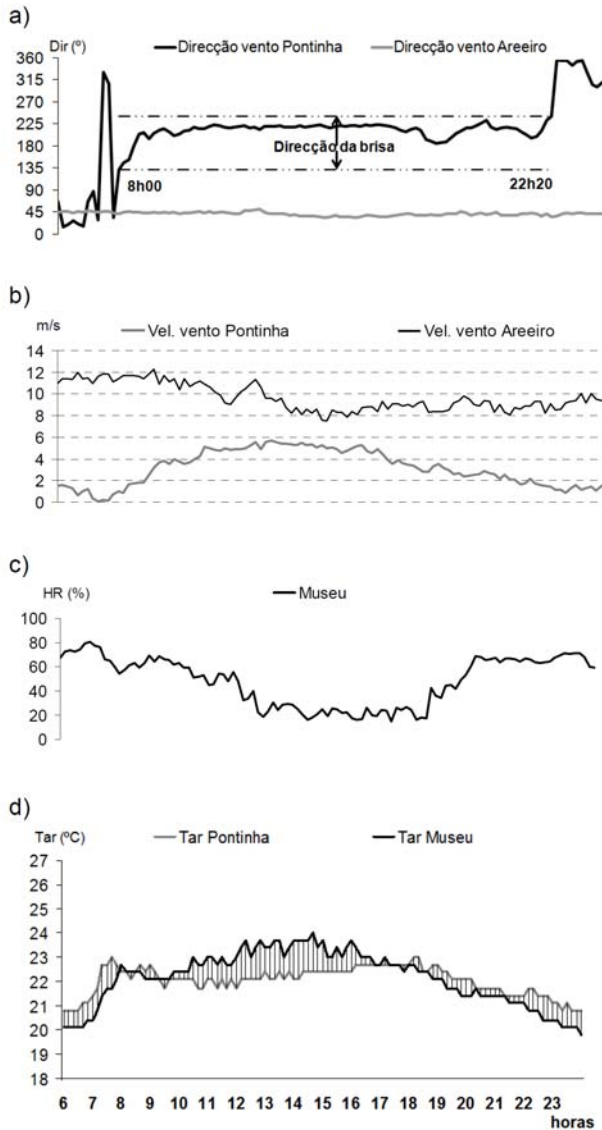 a)
Dir (º) Direcção vento Pontinha Direcção vento Areeiro
360
315
270
225
180
135
90
45
0
Direcção da brisa
8h00 22h20
b)
m/s Vel. vento Pontinha Vel. vento Areeiro
14
12
10
8
6
4
2
0
c)
HR (%) Museu
100
80
60
40
20
0
d)
Tar (ºC) Tar Pontinha Tar Museu
27
26
25
24
23
22
21
20
19
18
6 7 8 9 10 11 12 13 14 15 16 17 18 19 20 21 22 23
horas